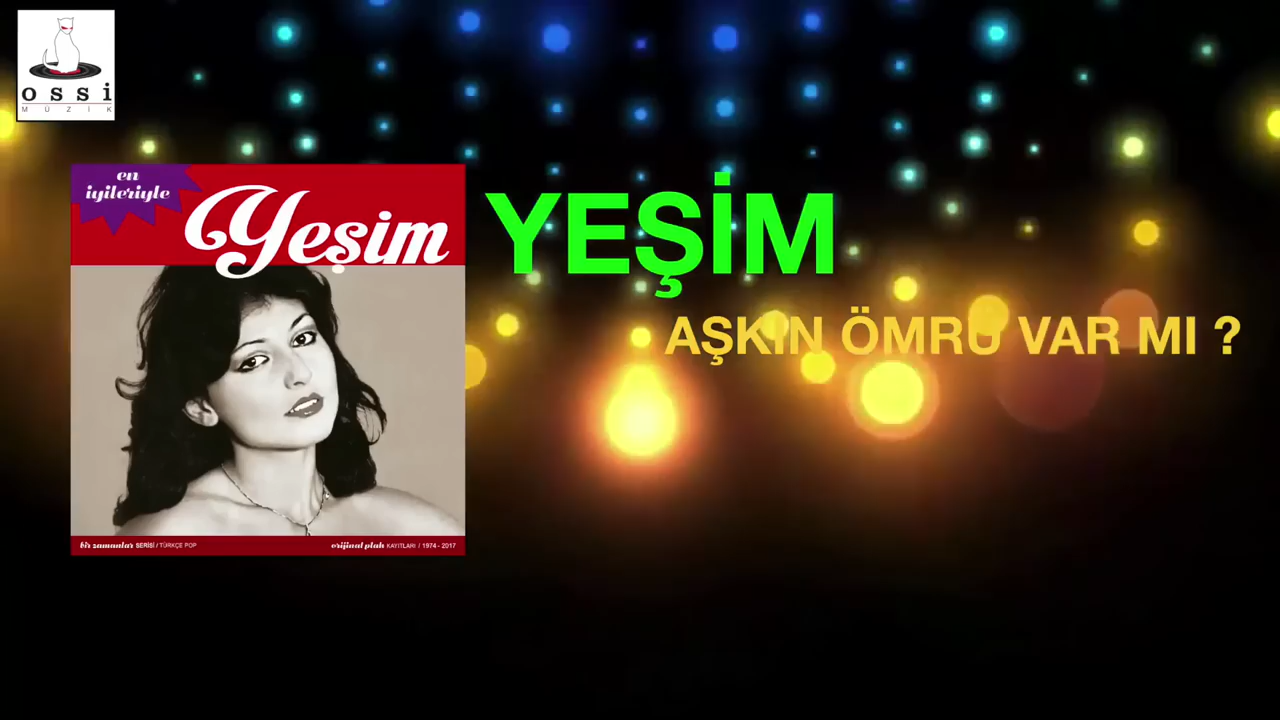 ossi
MÜZİK
en
iyileriyle
Yeşim
YEŞİM
AŞKIN ÖMRÜ VAR MI ?
bir zamanlar SERİSİ / TÜRKÇE POP
orijinal plak KAYITLARI / 1974 - 2017